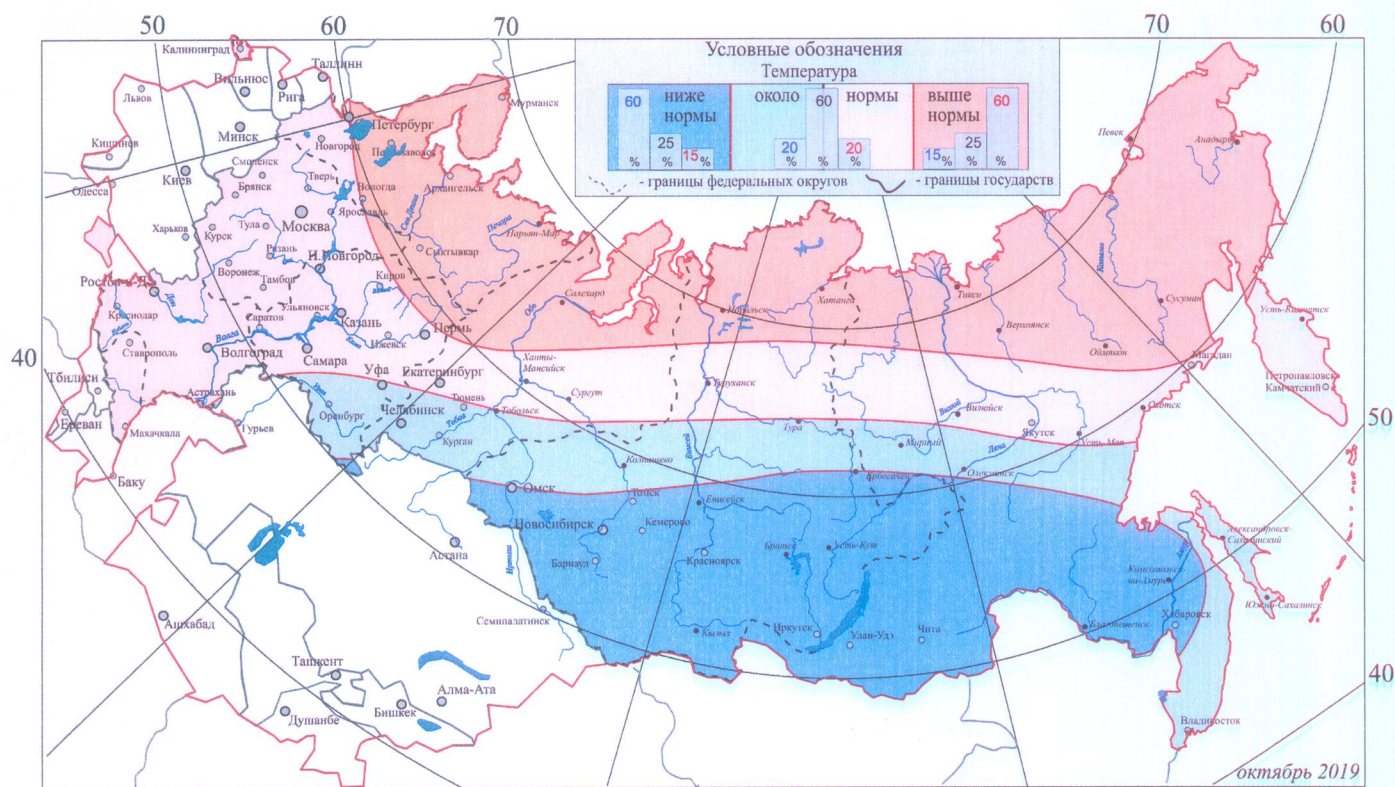 50
60
70
70
60
Условные обозначения
Температура
60 % 25 % 15 % ниже нормы
около нормы 20 % 60 % 20 %
выше нормы 15 % 25 % 60 %
- границы федеральных округов
- границы государств
Калининград
Таллинн
Вильнюс
Рига
Львов
Мурманск
Петербург
Минск
Новгород
Певек
Анадырь
Кишинев
Смоленск
Киев
Тверь
Вологда
Архангельск
Одесса
Брянск
Ярославль
Сев.Двина
Печора
Москва
Харьков
Курск
Тула
Нарьян-Мар
Рязань
Сыктывкар
Н.Новгород
Колыма
Воронеж
Тамбов
Киров
Ростов-н-Д
Дон
Салехард
Хатанга
Тикси
Сусуман
Краснодар
Ульяновск
Обь
Норильск
Усть-Камчатск
Саратов
Казань
Пермь
Верхоянск
Волга
Ижевск
Ставрополь
Волгоград
Самара
Оймякон
40
Ханты-
Мансийск
Магадан
Тбилиси
Уфа
Екатеринбург
Туруханск
Петропавловск
Камчатский
Астрахань
Урал
Тюмень
Сургут
Оренбург
Челябинск
Тобольск
Вилюй
Вилюйск
Охотск
Ереван
Гурьев
Тобол
50
Махачкала
Курган
Тура
Якутск
Мирный
Лена
Усть-Мая
Колпашево
Енисей
Олекминск
Баку
Ербогачен
Омск
Томск
Енисейск
Новосибирск
Кемерово
Александровск-
Сахалинский
Астана
Братск
Усть-Кут
Амур
Иртыш
Барнаул
Красноярск
Комсомольск-
на-Амуре
Южно-Сахалинск
Ашхабад
Семипалатинск
Кызыл
Иркутск
Улан-Удэ
Чита
Благовещенск
Хабаровск
Ташкент
40
Алма-Ата
Душанбе
Бишкек
Владивосток
октябрь 2019